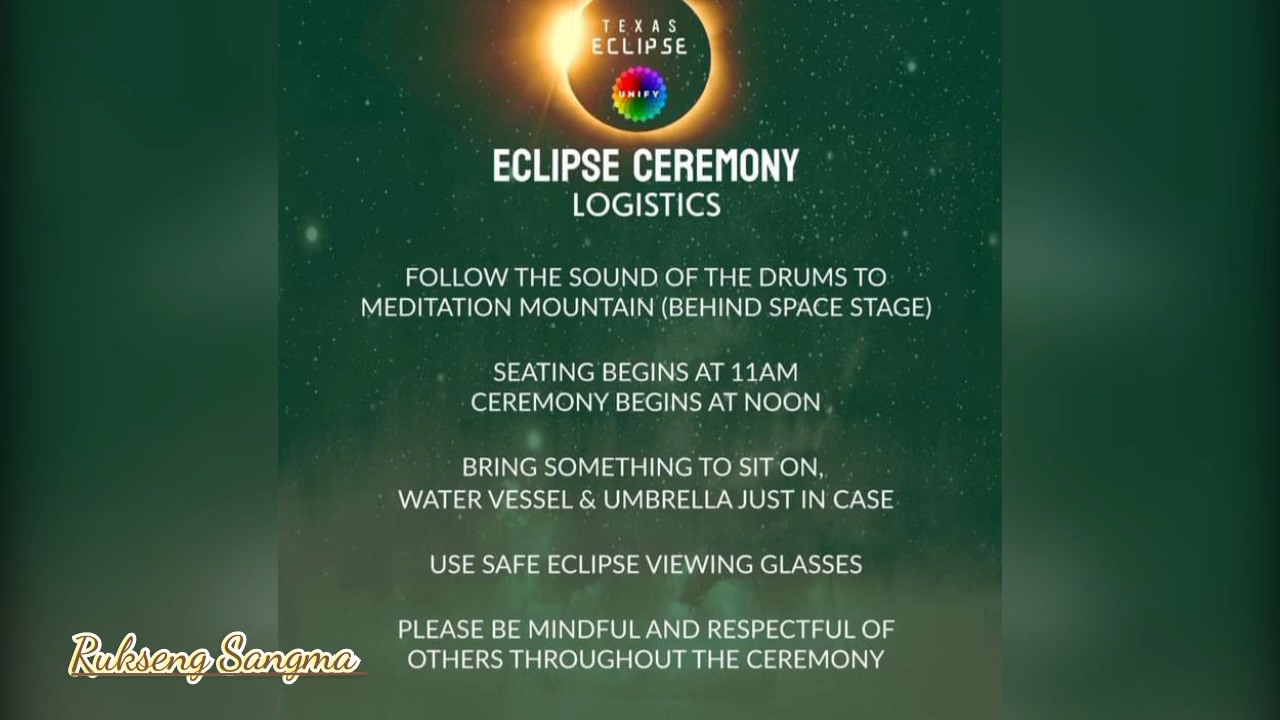 TEXAS
ECLIPSE
UNIFY
ECLIPSE CEREMONY
LOGISTICS
FOLLOW THE SOUND OF THE DRUMS TO
MEDITATION MOUNTAIN (BEHIND SPACE STAGE)
SEATING BEGINS AT 11AM
CEREMONY BEGINS AT NOON
BRING SOMETHING TO SIT ON,
WATER VESSEL & UMBRELLA JUST IN CASE
USE SAFE ECLIPSE VIEWING GLASSES
PLEASE BE MINDFUL AND RESPECTFUL OF
OTHERS THROUGHOUT THE CEREMONY
Rukseng Sangma